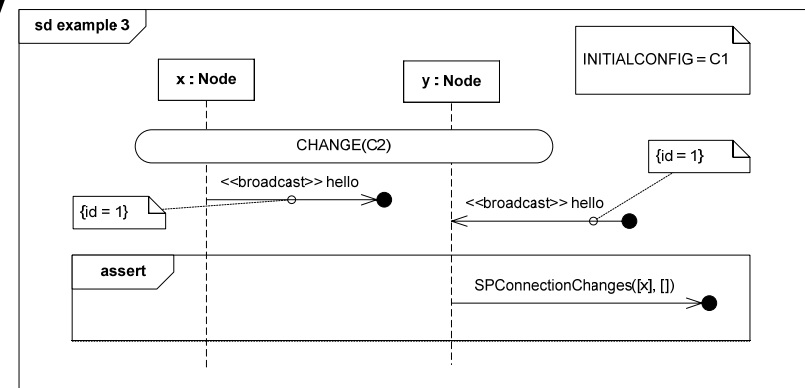 sd example 3
INITIALCONFIG = C1
x : Node
y : Node
CHANGE(C2)
{id = 1}
<<broadcast>> hello
<<broadcast>> hello
{id = 1}
assert
SPConnectionChanges([x], [])